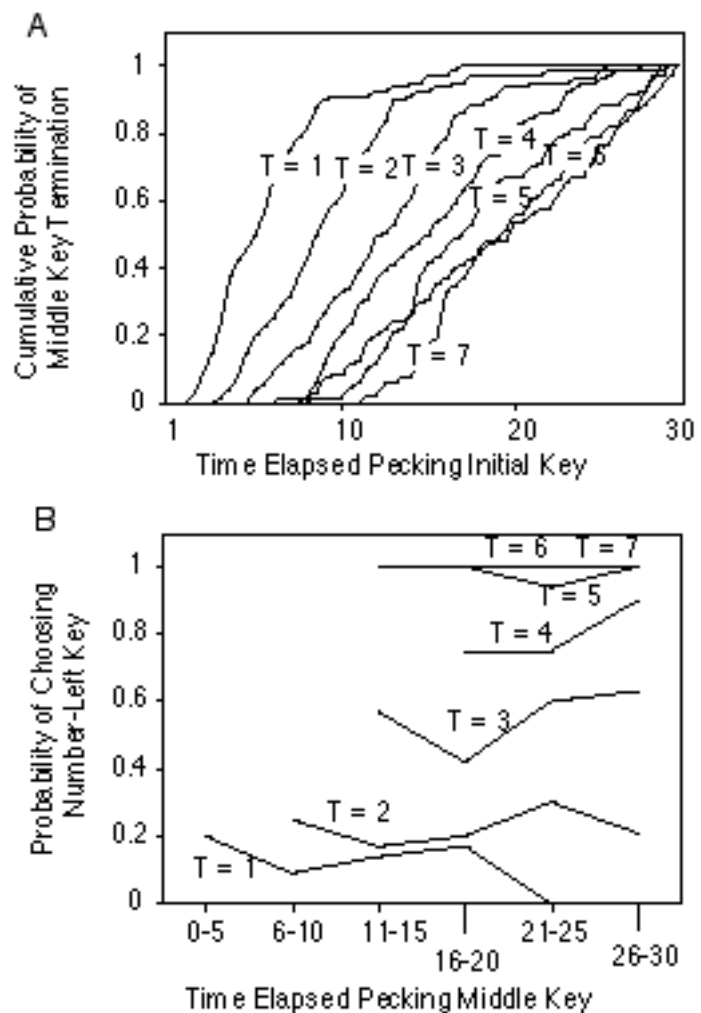 A
Cumulative Probability of
Middle Key Termination
1
0.8
0.6
0.4
0.2
0
T = 1
T = 2
T = 3
T = 4
T = 5
T = 6
T = 7
1
10
20
30
Time Elapsed Pecking Initial Key
B
Probability of Choosing
Number-Left Key
1
0.8
0.6
0.4
0.2
0
T = 6
T = 7
T = 5
T = 4
T = 3
T = 2
T = 1
0-5
6-10
11-15
16-20
21-25
26-30
Time Elapsed Pecking Middle Key